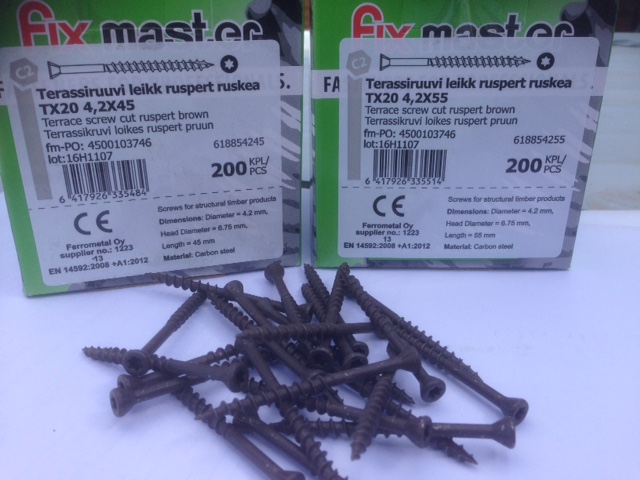 fix master
C2
Terassiruuvi leikk ruspert ruskea
TX20 4,2X45
Terrace screw cut ruspert brown
Terrassikruvi loikes ruspert pruun
fm-PO: 4500103746
618854245
lot:16H1107
200 KPL/
PCS
6 417926 335484
Screws for structural timber products
CE
Dimensions: Diameter = 4.2 mm,
Head Diameter = 6.75 mm,
Length = 45 mm
Material: Carbon steel
Ferrometal Oy
supplier no.: 1223
-13
EN 14592:2008 +A1:2012
fix master
C2
Terassiruuvi leikk ruspert ruskea
TX20 4,2X55
Terrace screw cut ruspert brown
Terrassikruvi loikes ruspert pruun
fm-PO: 4500103746
618854255
lot:16H1107
200 KPL/
PCS
6 417926 335514
Screws for structural timber products
CE
Dimensions: Diameter = 4.2 mm,
Head Diameter = 6.75 mm,
Length = 55 mm
Material: Carbon steel
Ferrometal Oy
supplier no.: 1223
13
EN 14592:2008 +A1:2012